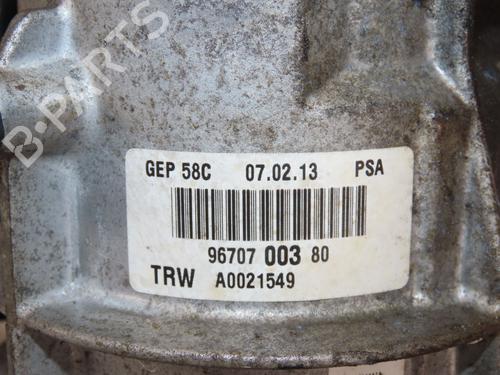 B-PARTS
GEP 58C 07.02.13 PSA
96707 003 80
TRW A0021549